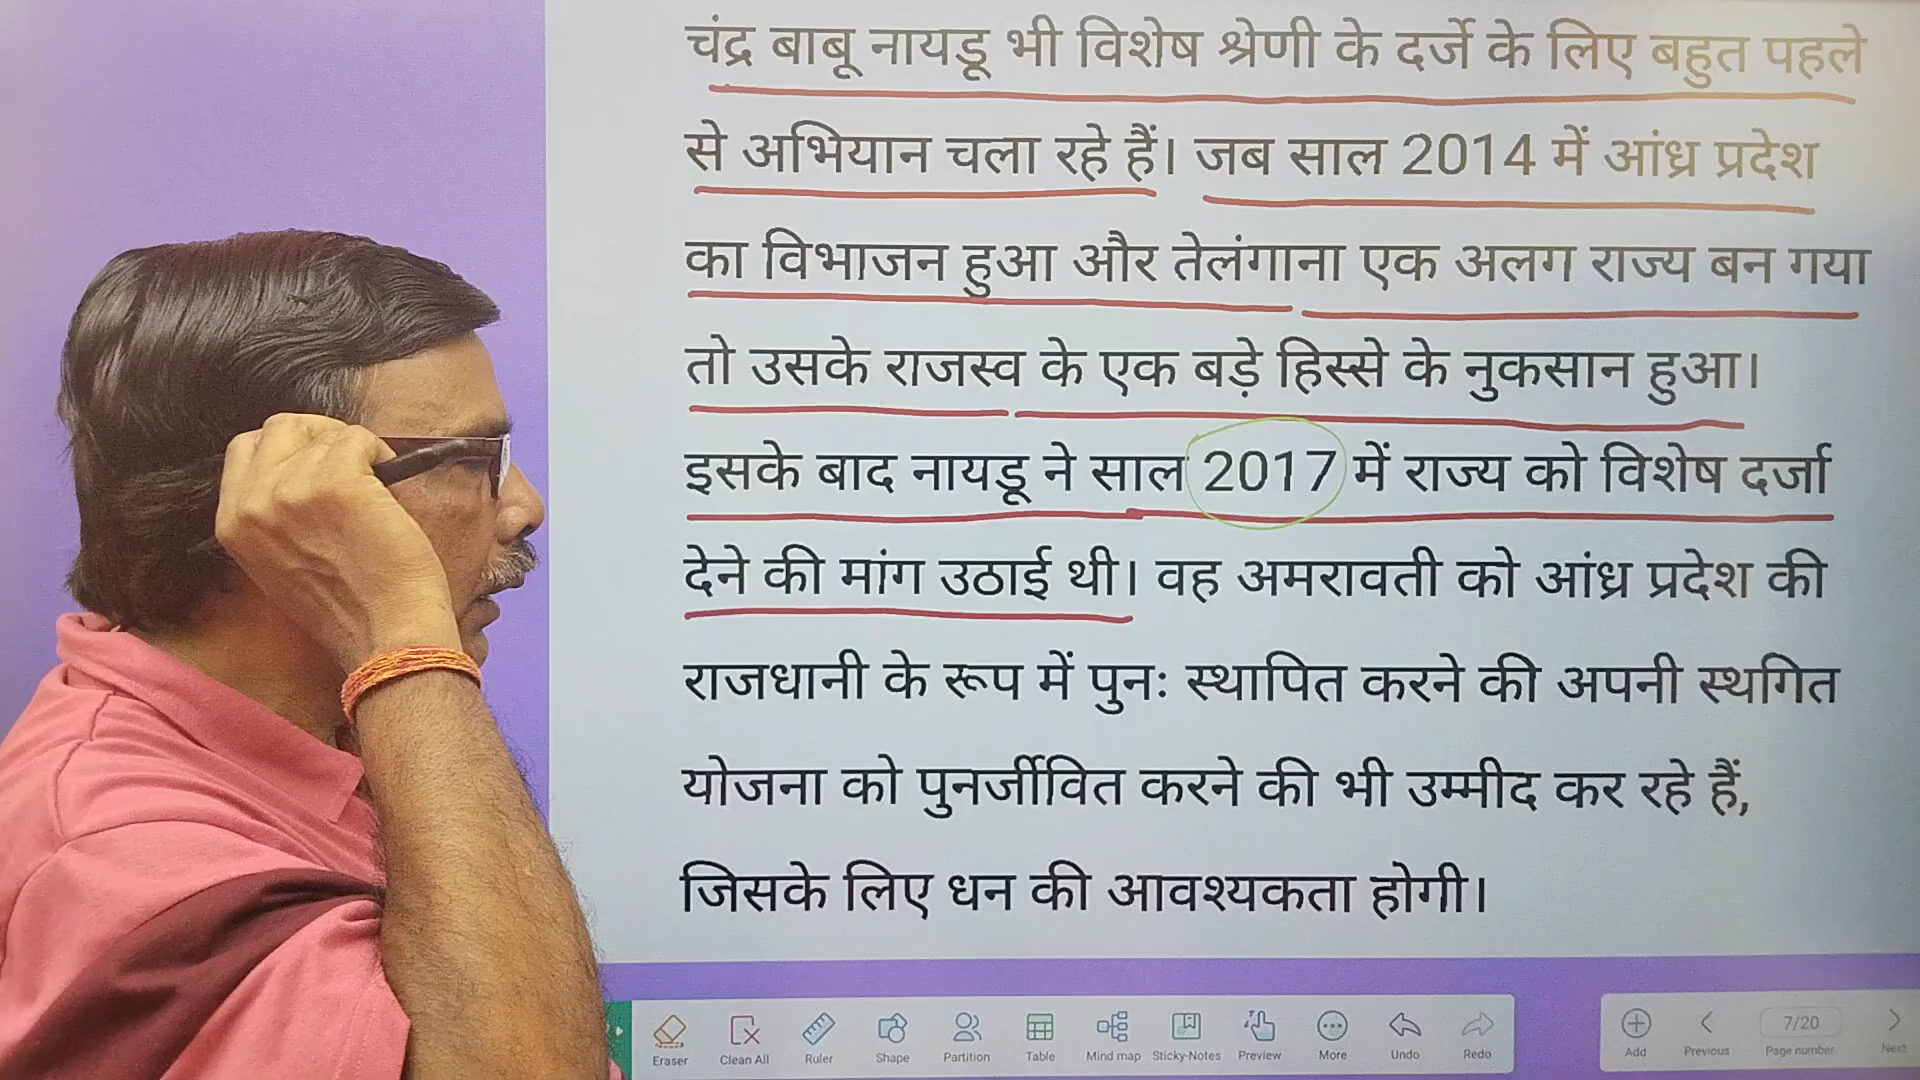 चंद्र बाबू नायडू भी विशेष श्रेणी के दर्जे के लिए बहुत पहले
से अभियान चला रहे हैं। जब साल 2014 में आंध्र प्रदेश
का विभाजन हुआ और तेलंगाना एक अलग राज्य बन गया
तो उसके राजस्व के एक बड़े हिस्से के नुकसान हुआ।
इसके बाद नायडू ने साल 2017 में राज्य को विशेष दर्जा
देने की मांग उठाई थी। वह अमरावती को आंध्र प्रदेश की
राजधानी के रूप में पुनः स्थापित करने की अपनी स्थगित
योजना को पुनर्जीवित करने की भी उम्मीद कर रहे हैं,
जिसके लिए धन की आवश्यकता होगी।
Eraser Clean All Ruler Shape Partition Table Mind map Sticky-Notes Preview More Undo Redo
Add Previous 7/20 Page number Next